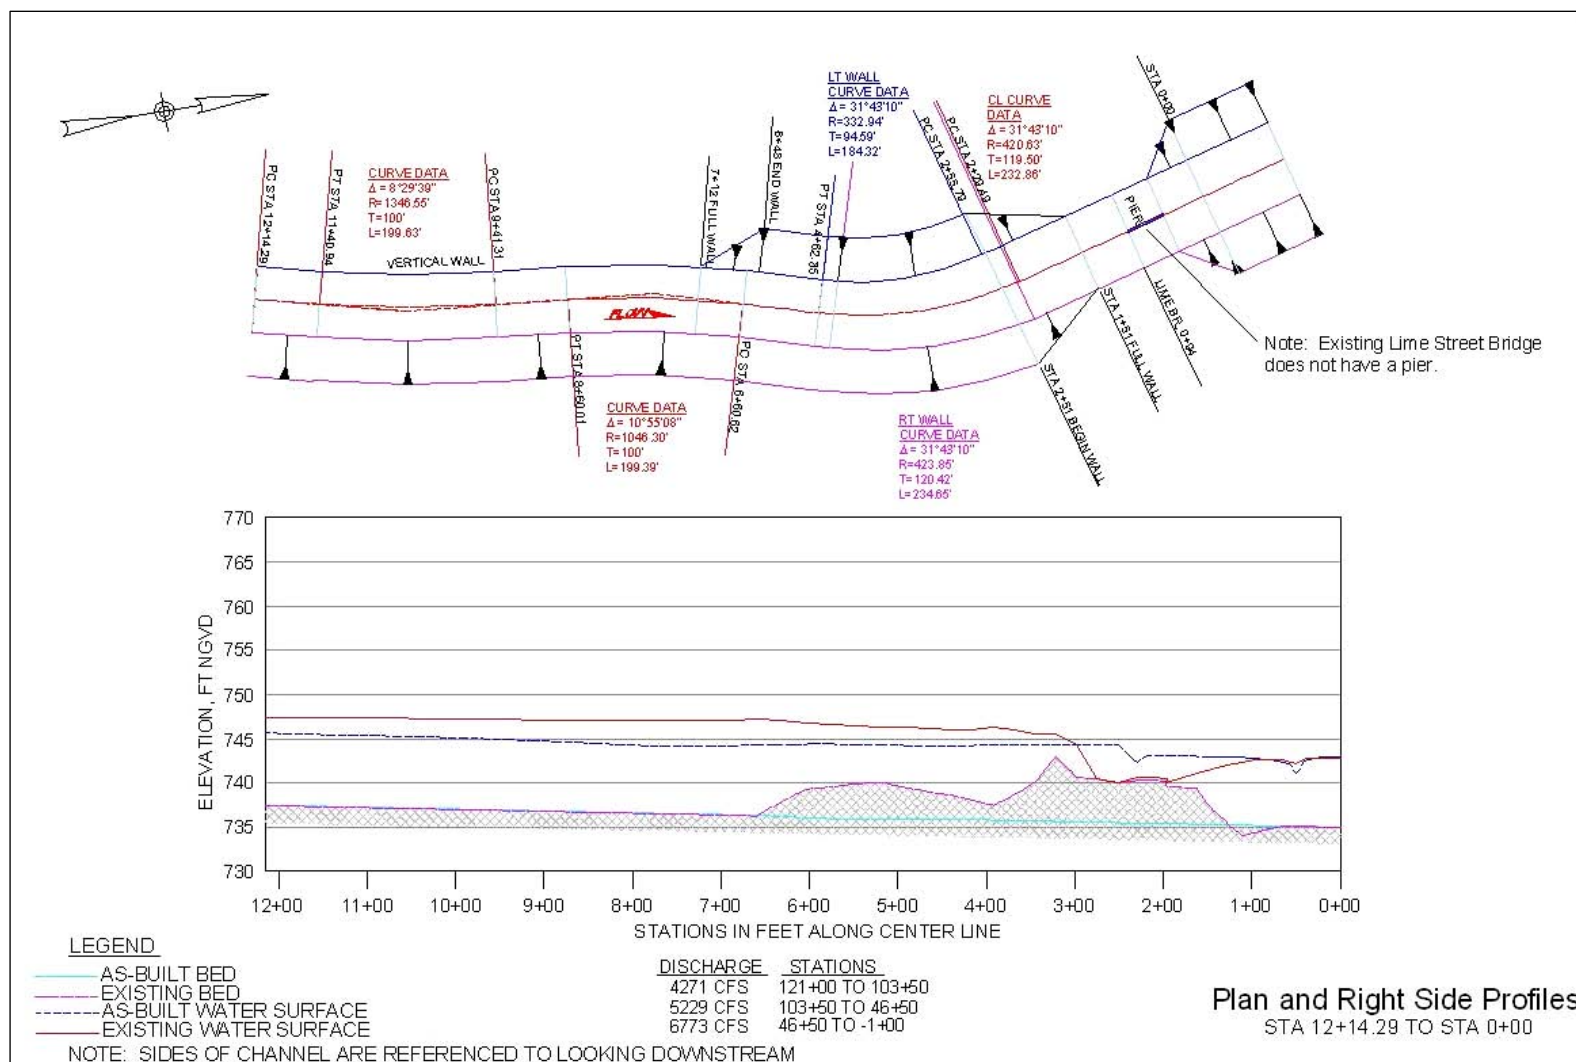 LT WALL
CURVE DATA
Δ = 31°43'10"
R=332.94'
T=94.59'
L=184.32'
CL CURVE
DATA
Δ = 31°43'10"
R=420.63'
T=119.50'
L=232.86'
STA 0+00
PC STA 12+14.29
PT STA 11+40.94
CURVE DATA
Δ = 8°29'39"
R=1346.55'
T=100'
L=199.63'
PC STA 9+41.31
VERTICAL WALL
7+12 FULL WALL
6+48 END WALL
PT STA 4+62.35
PC STA 2+55.79
PC STA 2+29.49
PIER
FLOW
LIME BR. 0+94
STA 1+51 FULL WALL
STA 2+51 BEGIN WALL
Note: Existing Lime Street Bridge
does not have a pier.
PT STA 8+60.01
PC STA 6+60.62
CURVE DATA
Δ = 10°55'08"
R=1046.30'
T=100'
L=199.39'
RT WALL
CURVE DATA
Δ = 31°43'10"
R=423.85'
T=120.42'
L=234.65'
ELEVATION, FT NGVD
770
765
760
755
750
745
740
735
730
12+00 11+00 10+00 9+00 8+00 7+00 6+00 5+00 4+00 3+00 2+00 1+00 0+00
STATIONS IN FEET ALONG CENTER LINE
LEGEND
AS-BUILT BED
EXISTING BED
AS-BUILT WATER SURFACE
EXISTING WATER SURFACE
NOTE: SIDES OF CHANNEL ARE REFERENCED TO LOOKING DOWNSTREAM
DISCHARGE STATIONS
4271 CFS 121+00 TO 103+50
5229 CFS 103+50 TO 46+50
6773 CFS 46+50 TO -1+00
Plan and Right Side Profiles
STA 12+14.29 TO STA 0+00